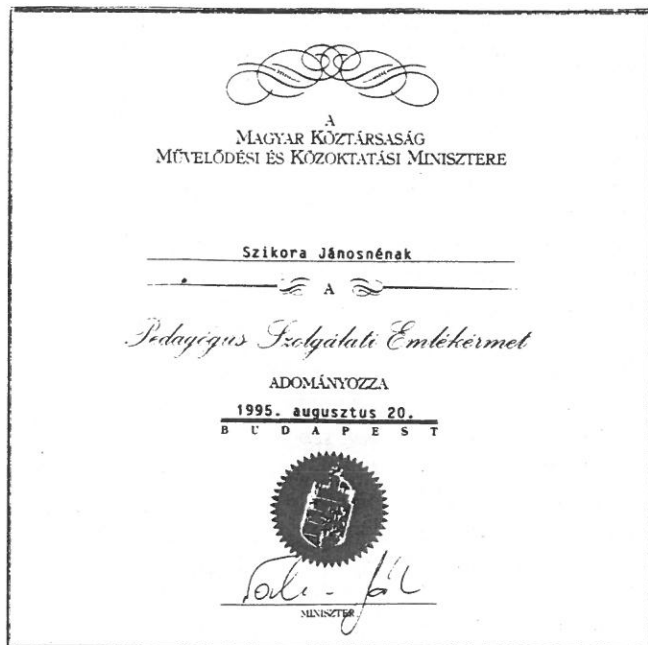 A
MAGYAR KÖZTÁRSASÁG
MŰVELŐDÉSI ÉS KÖZOKTATÁSI MINISZTERE
Szikora Jánosnénak
A
Pedagógus Szolgálati Emlékérmet
ADOMÁNYOZZA
1995. augusztus 20.
BUDAPEST
MINISZTER